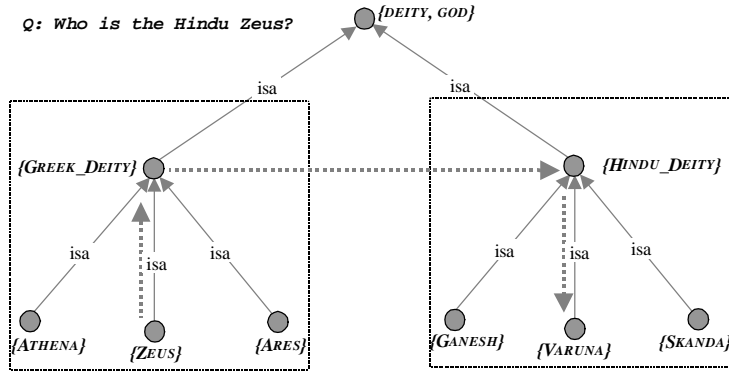 Q: Who is the Hindu Zeus?
{DEITY, GOD}
isa isa
{GREEK_DEITY} {HINDU_DEITY}
isa isa isa isa isa isa
{ATHENA} {ZEUS} {ARES} {GANESH} {VARUNA} {SKANDA}